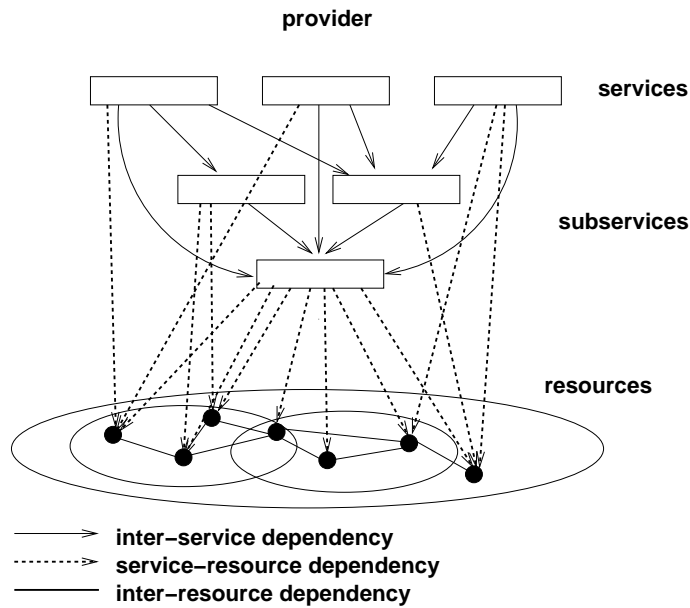 provider
services
subservices
resources
inter−service dependency
service−resource dependency
inter−resource dependency